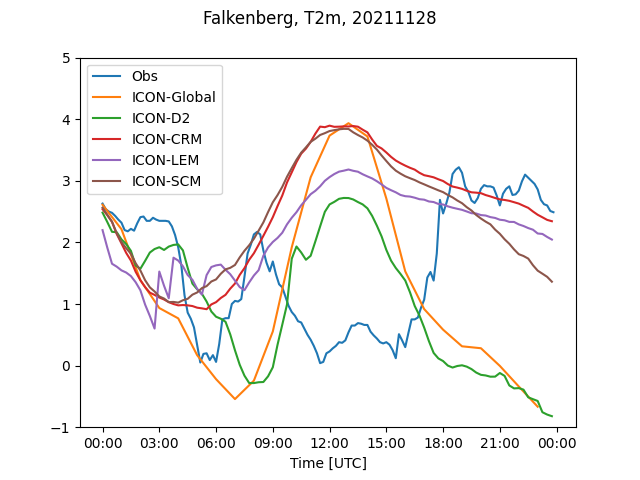 Falkenberg, T2m, 20211128
Obs
ICON-Global
ICON-D2
ICON-CRM
ICON-LEM
ICON-SCM
5
4
3
2
1
0
−1
00:00 03:00 06:00 09:00 12:00 15:00 18:00 21:00 00:00
Time [UTC]